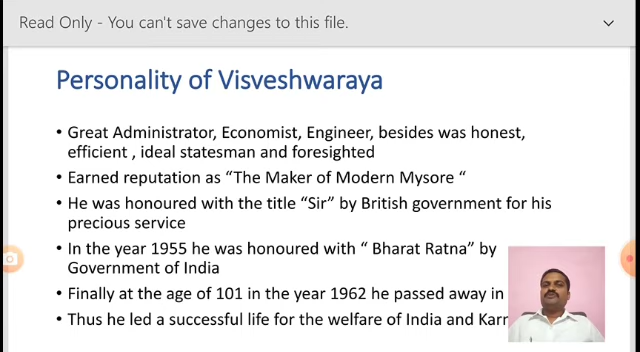 Read Only - You can't save changes to this file.
Personality of Visveshwaraya
• Great Administrator, Economist, Engineer, besides was honest,
efficient , ideal statesman and foresighted
• Earned reputation as “The Maker of Modern Mysore “
• He was honoured with the title “Sir” by British government for his
precious service
• In the year 1955 he was honoured with “ Bharat Ratna” by
Government of India
• Finally at the age of 101 in the year 1962 he passed away in
• Thus he led a successful life for the welfare of India and